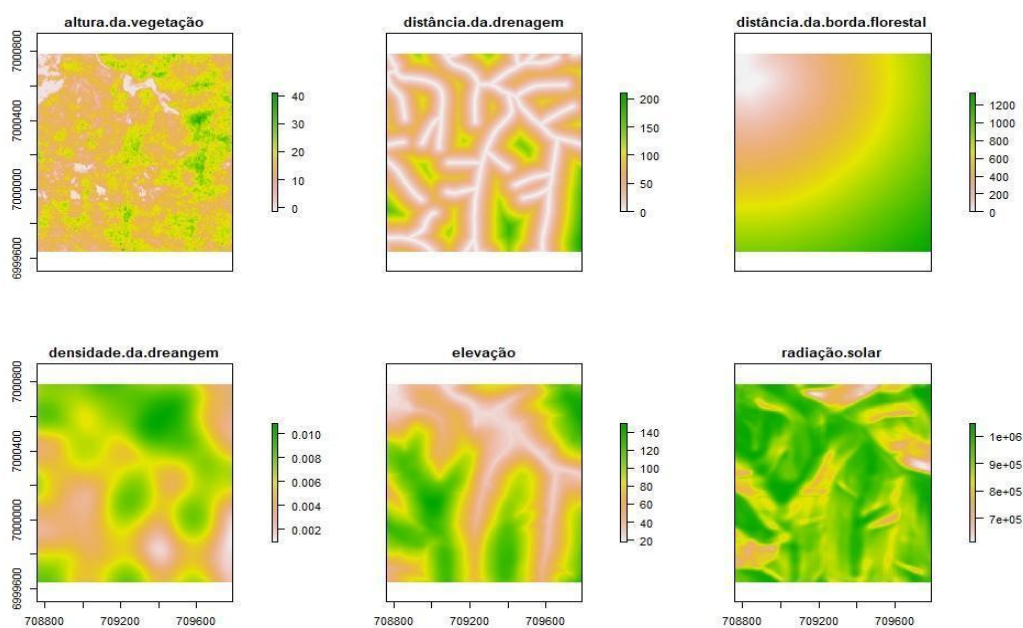 altura.da.vegetação
distância.da.drenagem
distância.da.borda.florestal
7000800
7000400
7000000
6999600
40
30
20
10
0
200
150
100
50
0
1200
1000
800
600
400
200
0
densidade.da.dreangem
elevação
radiação.solar
7000800
7000400
7000000
6999600
0.010
0.008
0.006
0.004
0.002
140
120
100
80
60
40
20
1e+06
9e+05
8e+05
7e+05
708800 709200 709600
708800 709200 709600
708800 709200 709600